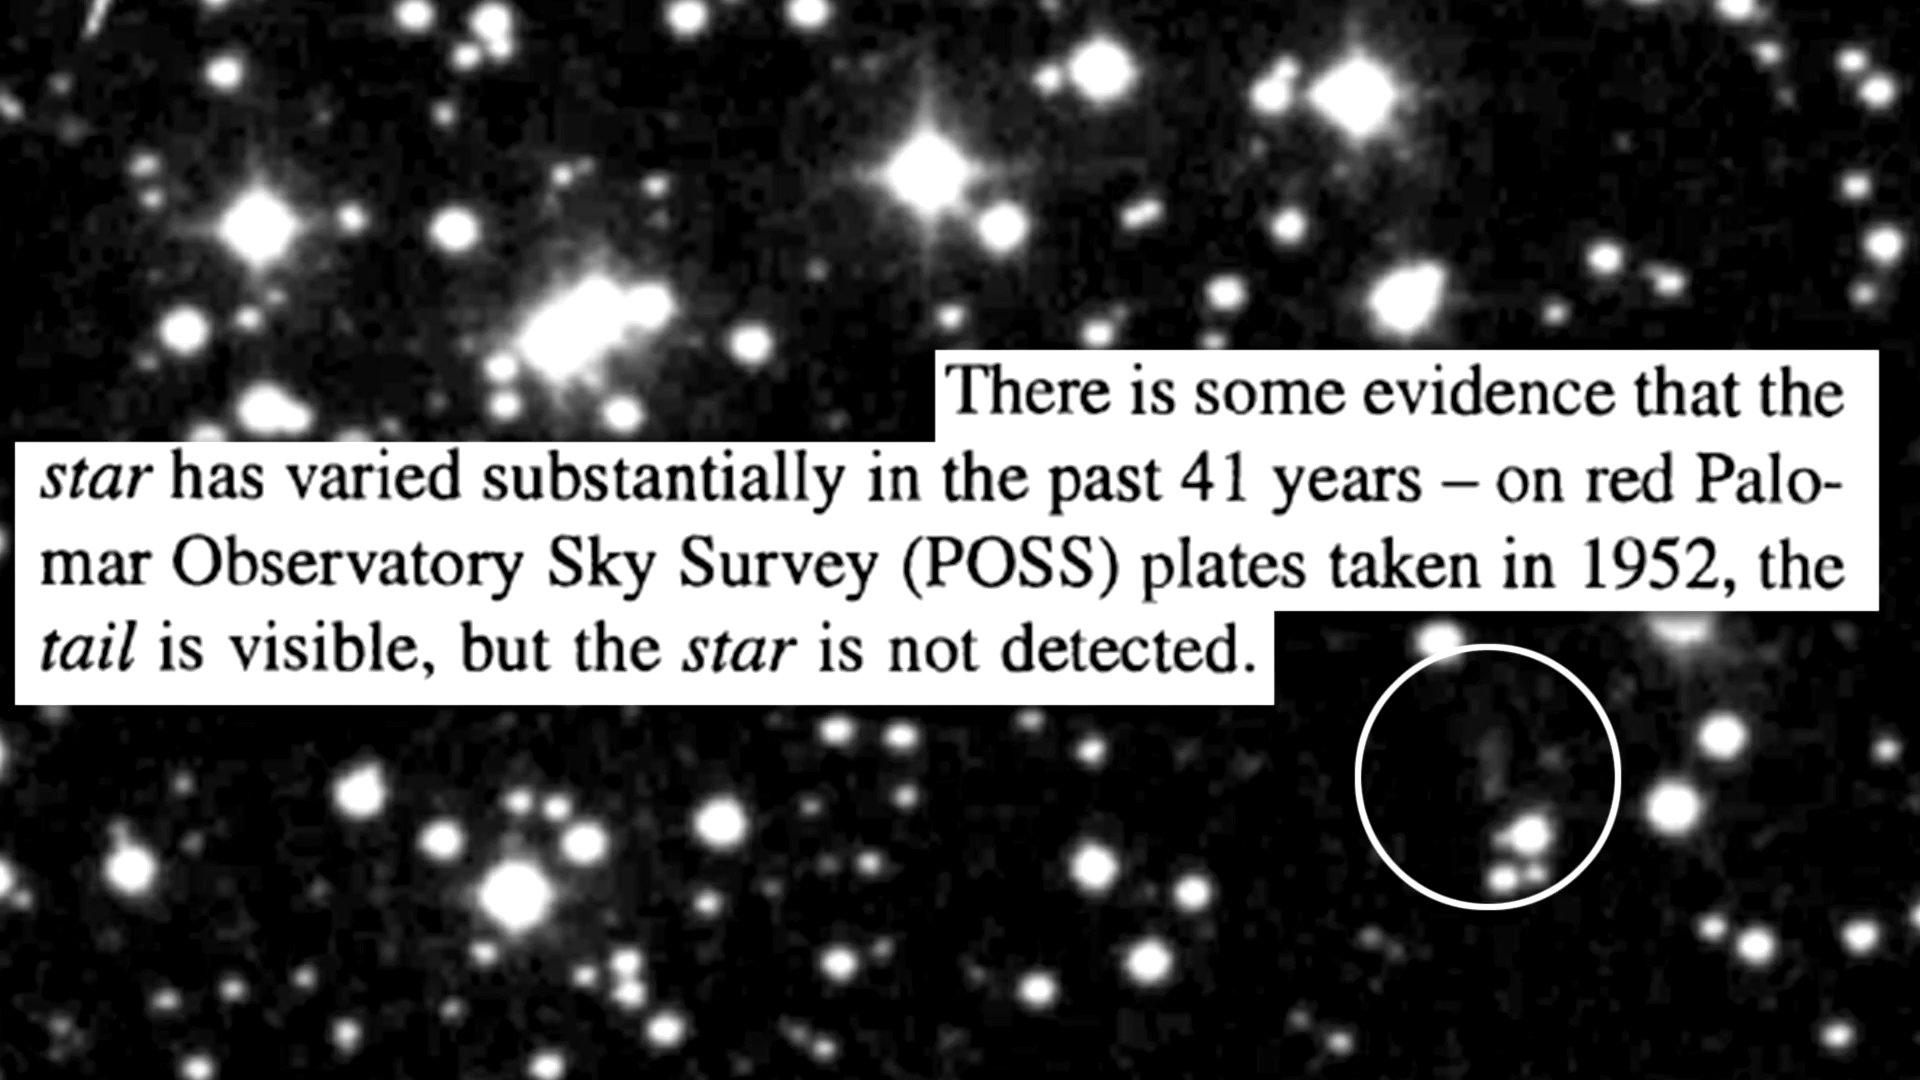 There is some evidence that the
star has varied substantially in the past 41 years – on red Palo-
mar Observatory Sky Survey (POSS) plates taken in 1952, the
tail is visible, but the star is not detected.